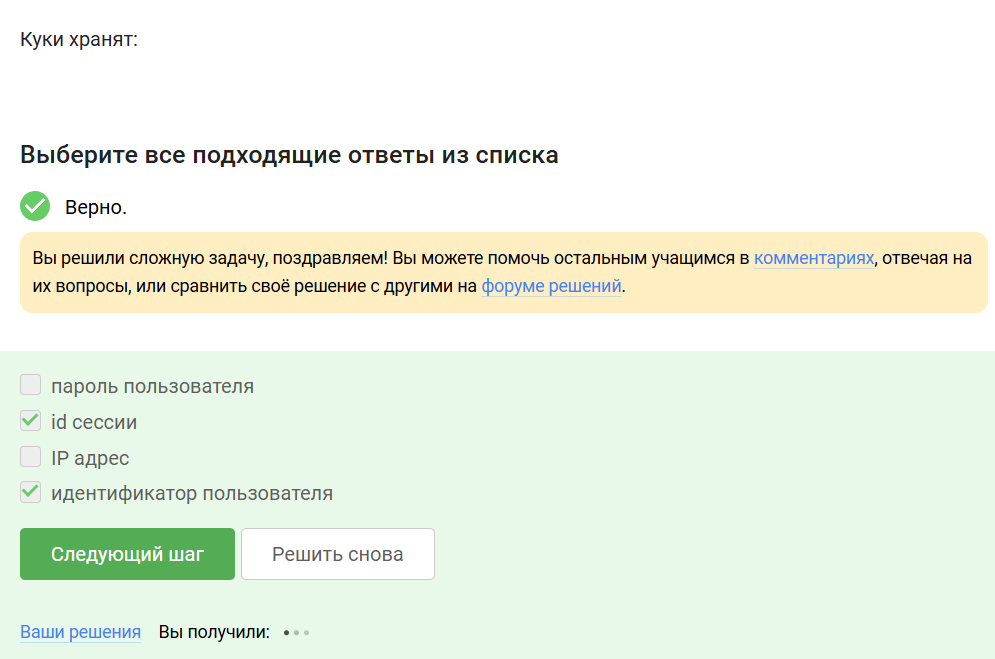 Куки хранят:
Выберите все подходящие ответы из списка
Верно.
Вы решили сложную задачу, поздравляем! Вы можете помочь остальным учащимся в комментариях, отвечая на
их вопросы, или сравнить своё решение с другими на форуме решений.
пароль пользователя
id сессии
IP адрес
идентификатор пользователя
Следующий шаг Решить снова
Ваши решения Вы получили: